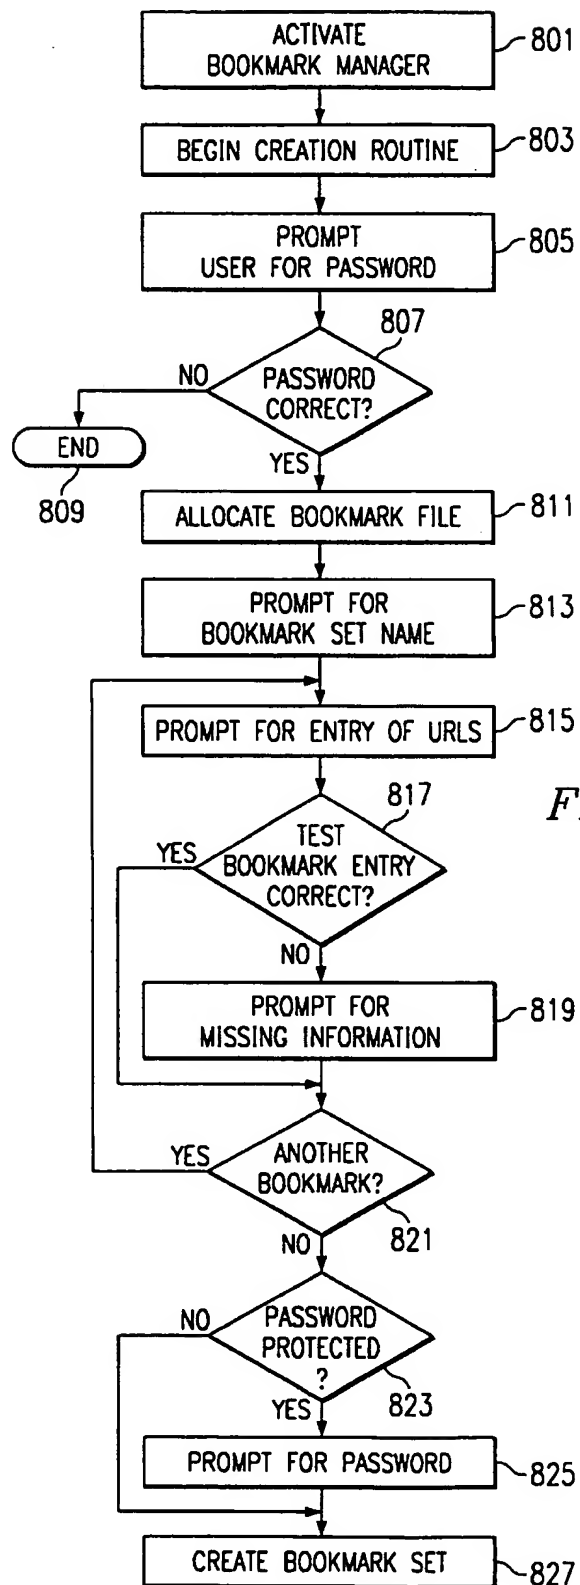 ACTIVATE
BOOKMARK MANAGER
801
BEGIN CREATION ROUTINE
803
PROMPT
USER FOR PASSWORD
805
807
PASSWORD
CORRECT?
NO
END
809
YES
ALLOCATE BOOKMARK FILE
811
PROMPT FOR
BOOKMARK SET NAME
813
PROMPT FOR ENTRY OF URLS
815
817
TEST
BOOKMARK ENTRY
CORRECT?
YES
NO
PROMPT FOR
MISSING INFORMATION
819
ANOTHER
BOOKMARK?
YES
821
NO
PASSWORD
PROTECTED
?
NO
823
YES
PROMPT FOR PASSWORD
825
CREATE BOOKMARK SET
827